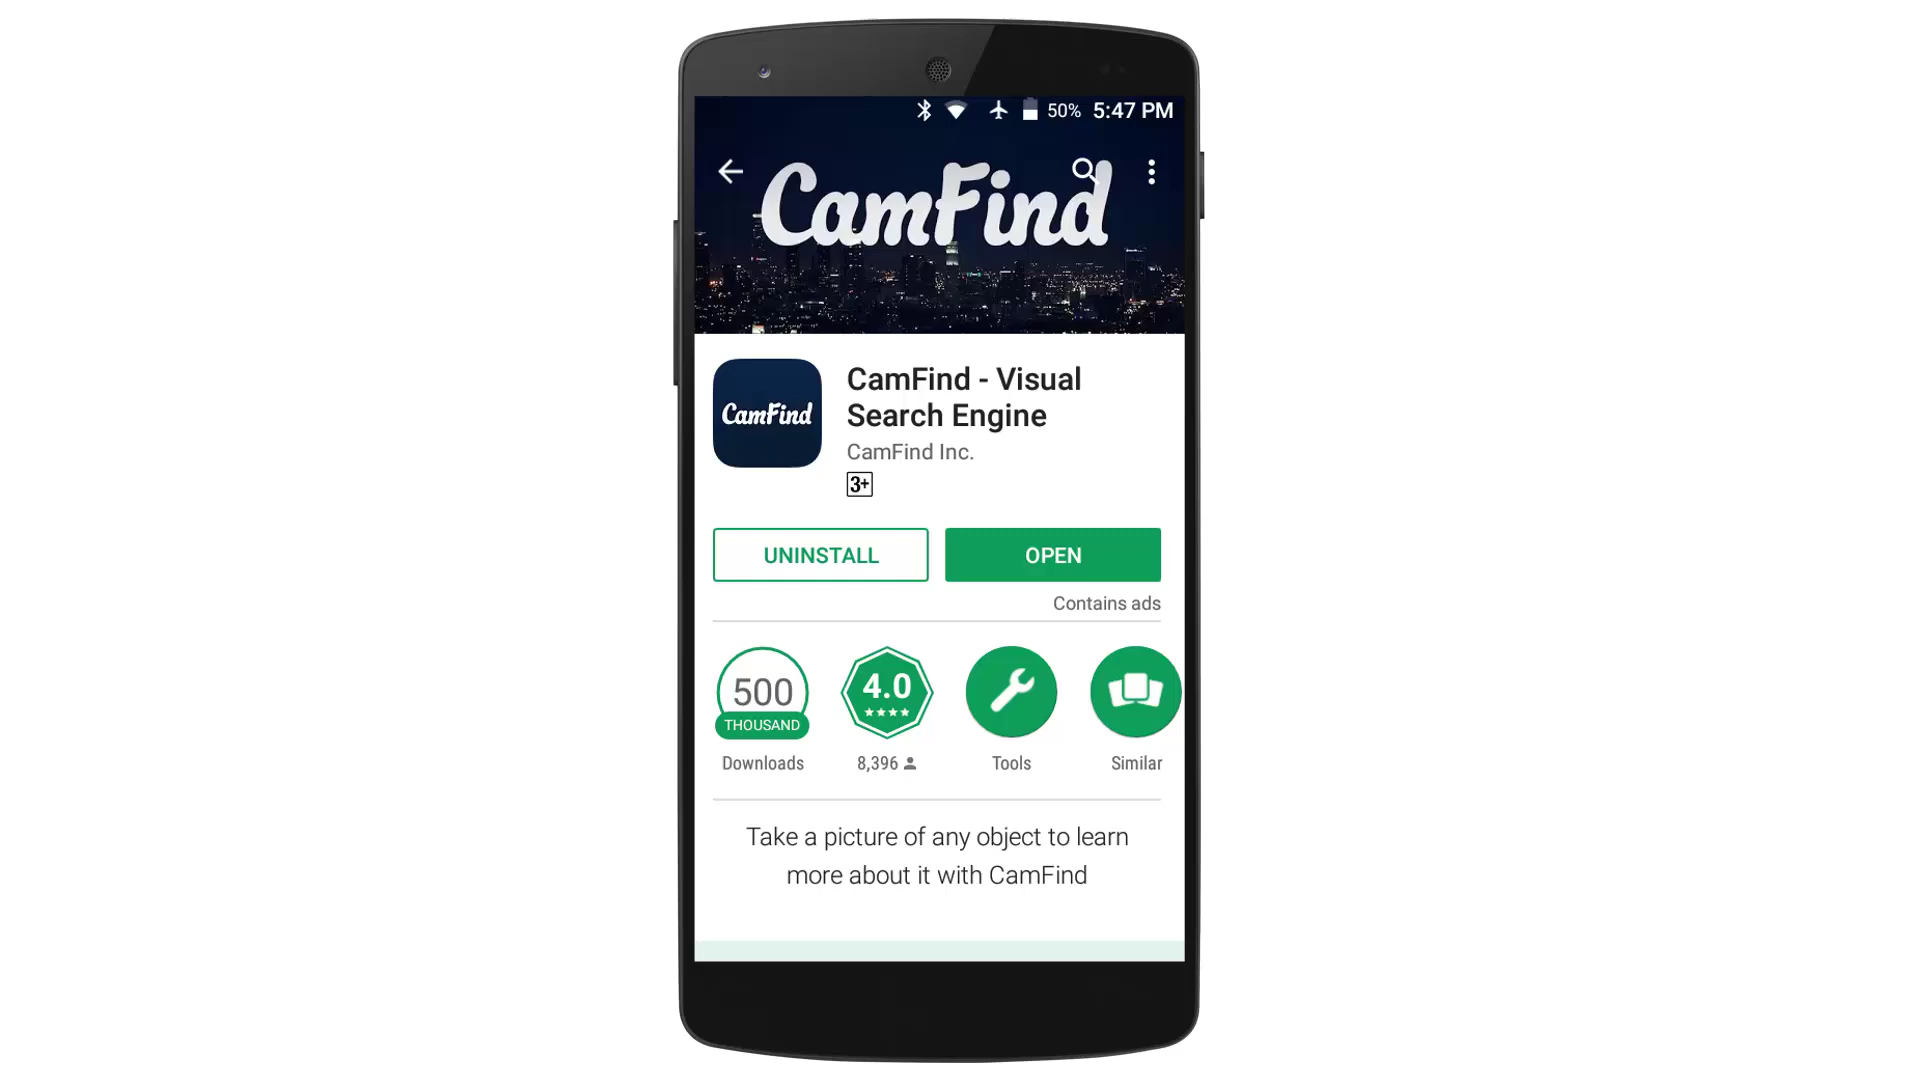 50% 5:47 PM
CamFind
CamFind
CamFind - Visual
Search Engine
CamFind Inc.
3+
UNINSTALL
OPEN
Contains ads
500
THOUSAND
Downloads
4.0
8,396
Tools
Similar
Take a picture of any object to learn
more about it with CamFind